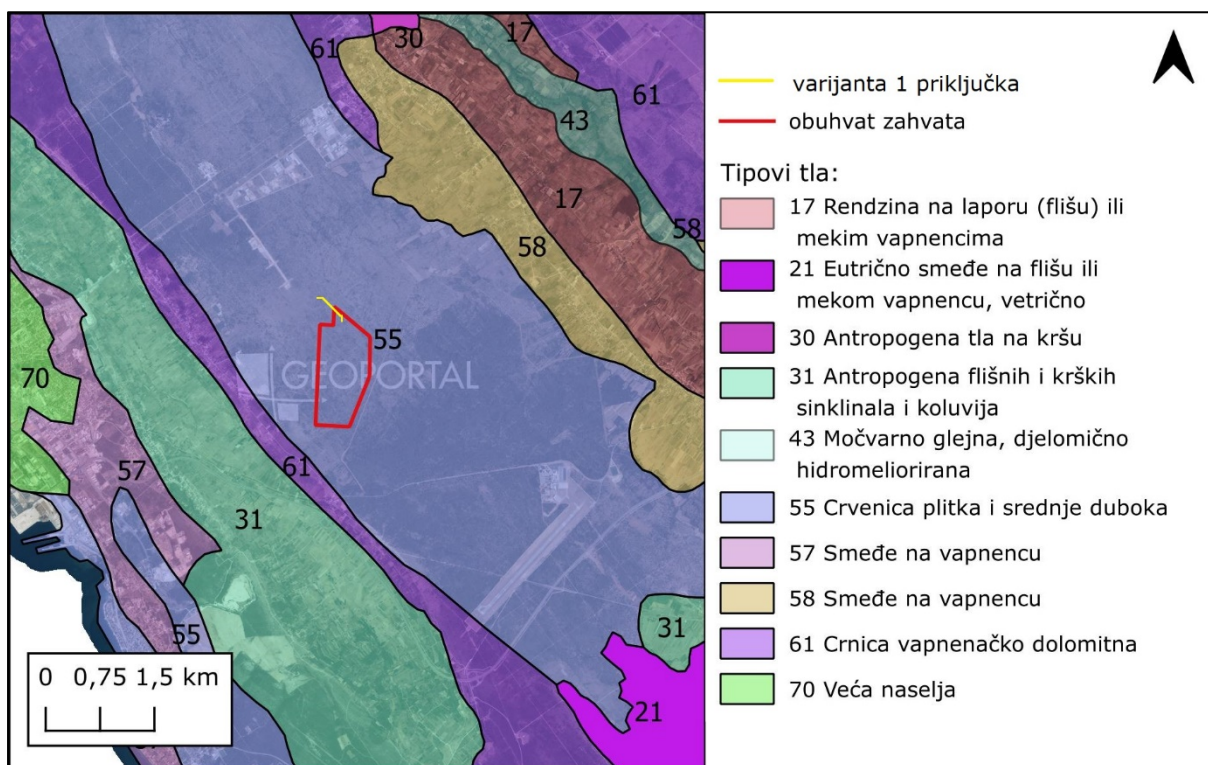 61
30
17
61
43
17
58
58
55
GEOPORTAL
70
57
61
31
55
31
21
0 0,75 1,5 km
varijanta 1 priključka
obuhvat zahvata
Tipovi tla:
17 Rendzina na laporu (flišu) ili
mekim vapnencima
21 Eutrično smeđe na flišu ili
mekom vapnencu, vetrično
30 Antropogena tla na kršu
31 Antropogena flišnih i krških
sinklinala i koluvija
43 Močvarno glejna, djelomično
hidromeliorirana
55 Crvenica plitka i srednje duboka
57 Smeđe na vapnencu
58 Smeđe na vapnencu
61 Crnica vapnenačko dolomitna
70 Veća naselja